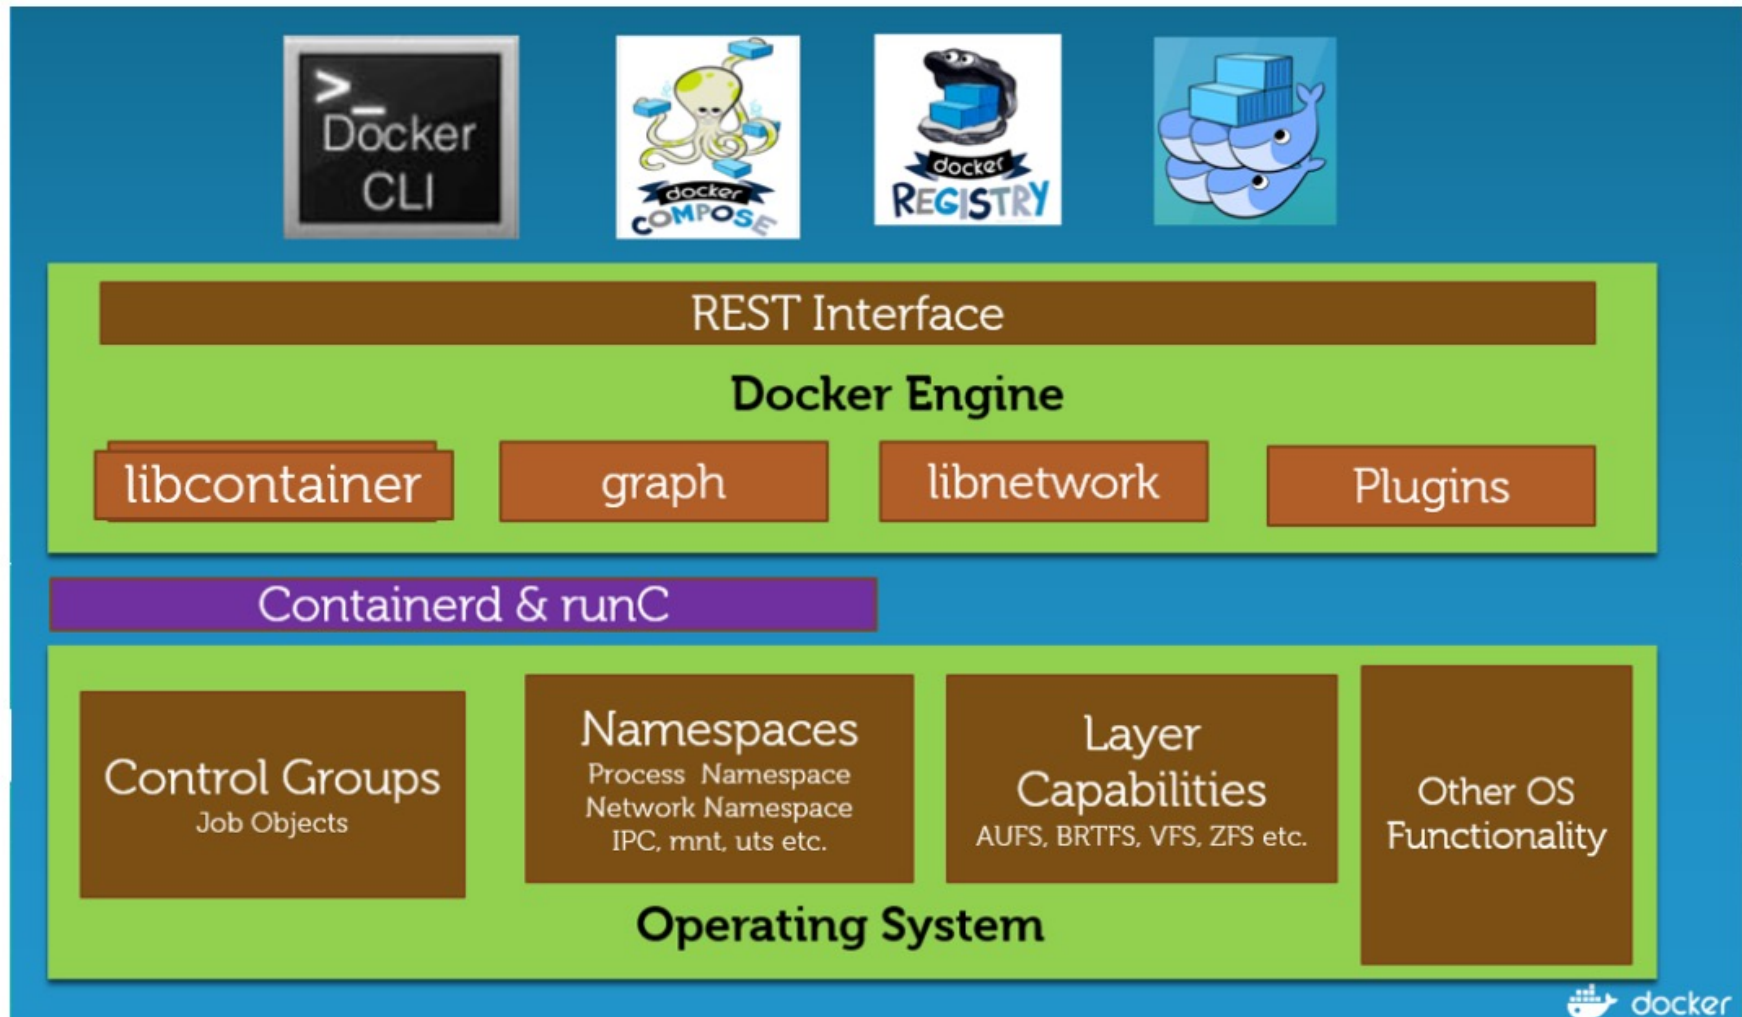 >_
Docker
CLI
docker
COMPOSE
docker
REGISTRY
REST Interface
Docker Engine
libcontainer
graph
libnetwork
Plugins
Containerd & runC
Control Groups
Job Objects
Namespaces
Process Namespace
Network Namespace
IPC, mnt, uts etc.
Layer
Capabilities
AUFS, BRTFS, VFS, ZFS etc.
Other OS
Functionality
Operating System
docker